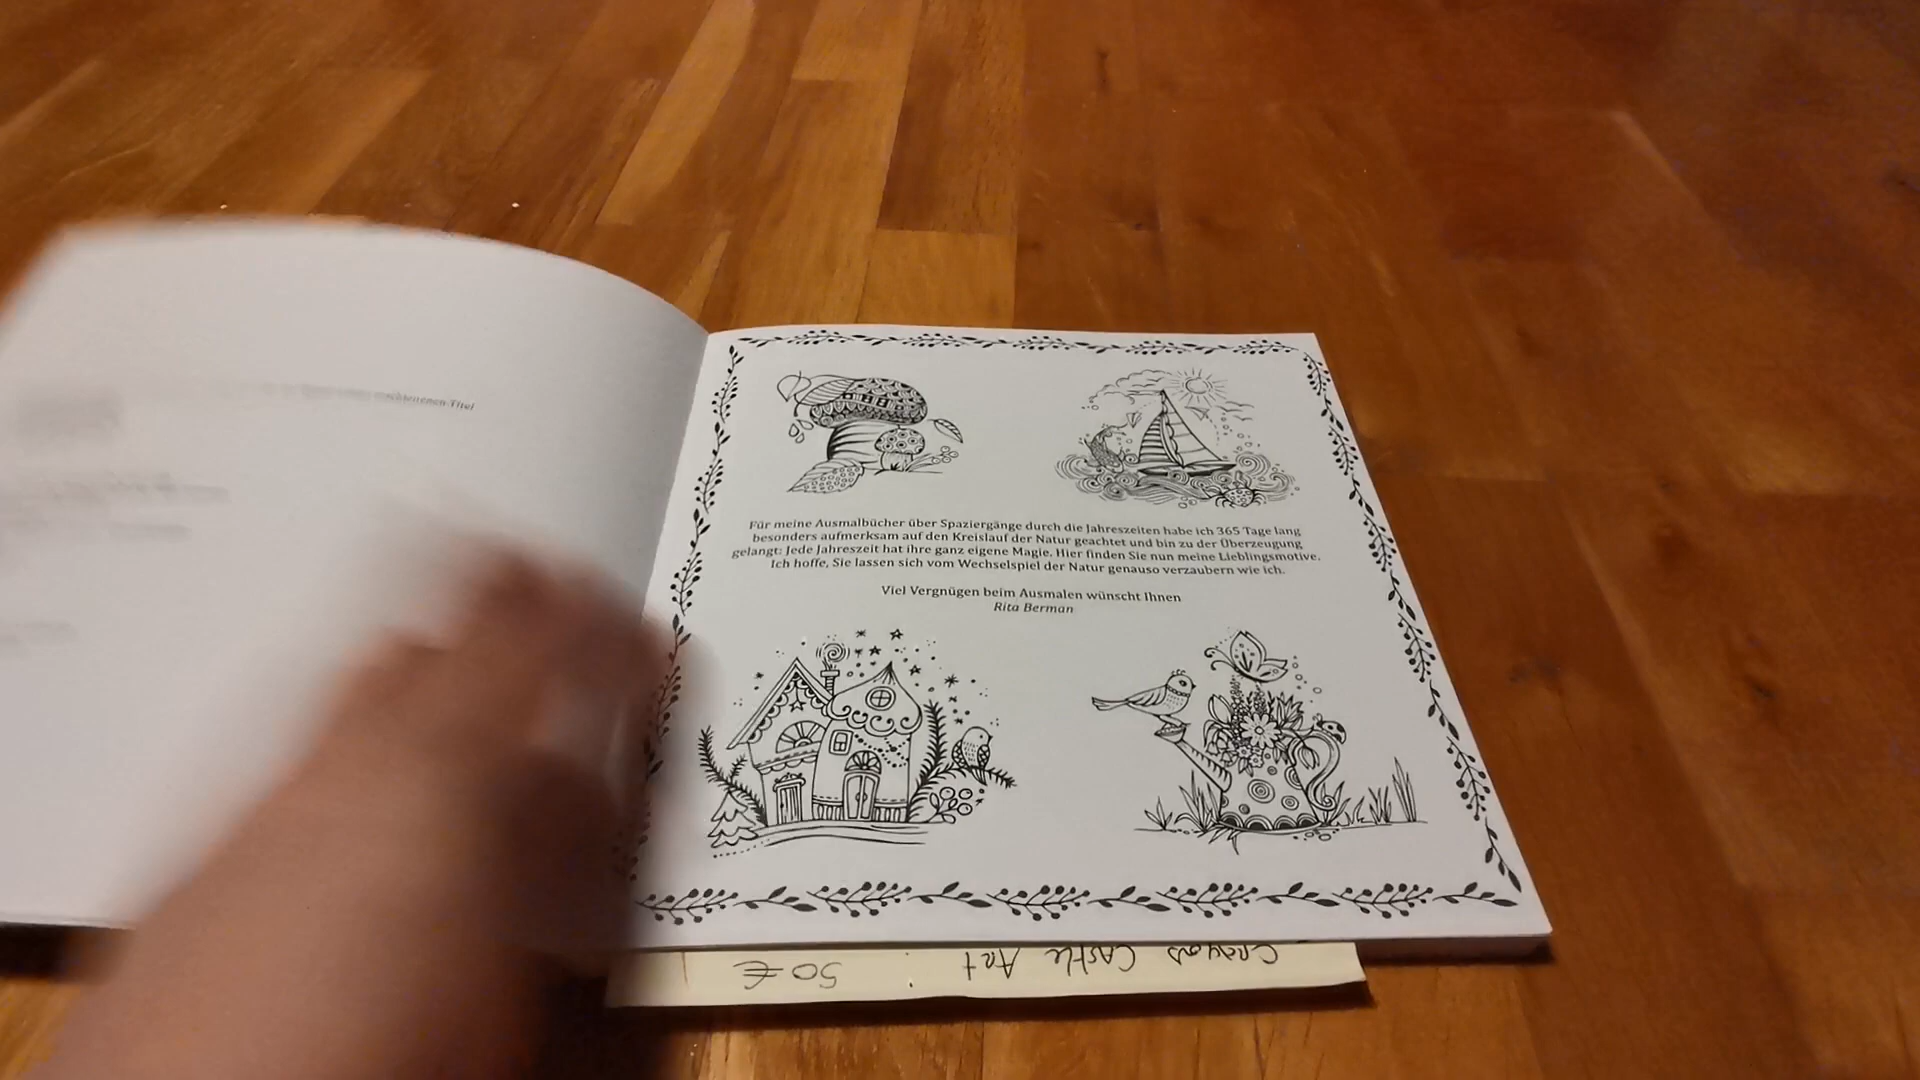 erschienenen Titel
Für meine Ausmalbücher über Spaziergänge durch die Jahreszeiten habe ich 365 Tage lang
besonders aufmerksam auf den Kreislauf der Natur geachtet und bin zu der Überzeugung
gelangt: Jede Jahreszeit hat ihre ganz eigene Magie. Hier finden Sie nun meine Lieblingsmotive.
Ich hoffe, Sie lassen sich vom Wechselspiel der Natur genauso verzaubern wie ich.
Viel Vergnügen beim Ausmalen wünscht Ihnen
Rita Berman
Crayons Castle Art : 50 €